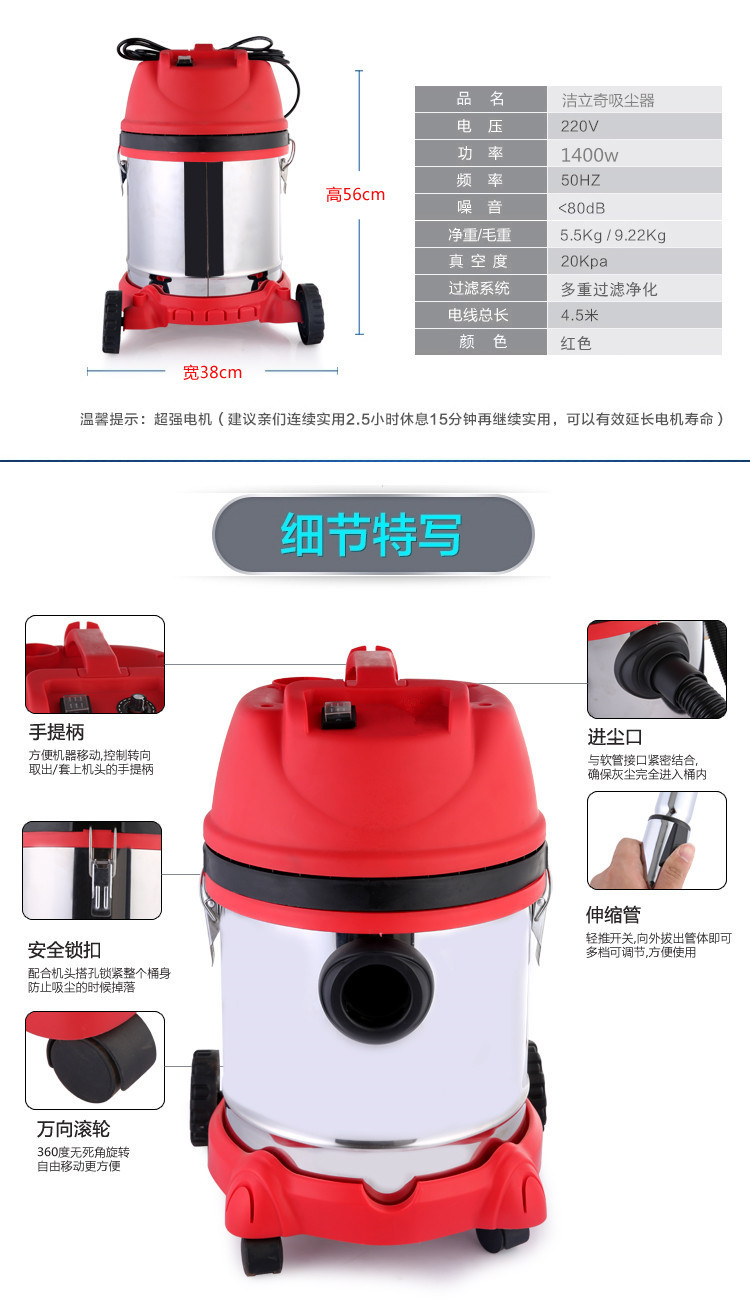 高56cm
宽38cm
品 名 洁立奇吸尘器
电 压 220V
功 率 1400w
频 率 50HZ
噪 音 <80dB
净重/毛重 5.5Kg / 9.22Kg
真 空 度 20Kpa
过滤系统 多重过滤净化
电线总长 4.5米
颜 色 红色
温馨提示：超强电机（建议亲们连续实用2.5小时休息15分钟再继续实用，可以有效延长电机寿命）
细节特写
手提柄
方便机器移动,控制转向
取出/套上机头的手提柄
安全锁扣
配合机头搭孔锁紧整个桶身
防止吸尘的时候掉落
万向滚轮
360度无死角旋转
自由移动更方便
进尘口
与软管接口紧密结合,
确保灰尘完全进入桶内
伸缩管
轻推开关,向外拔出管体即可
多档可调节,方便使用